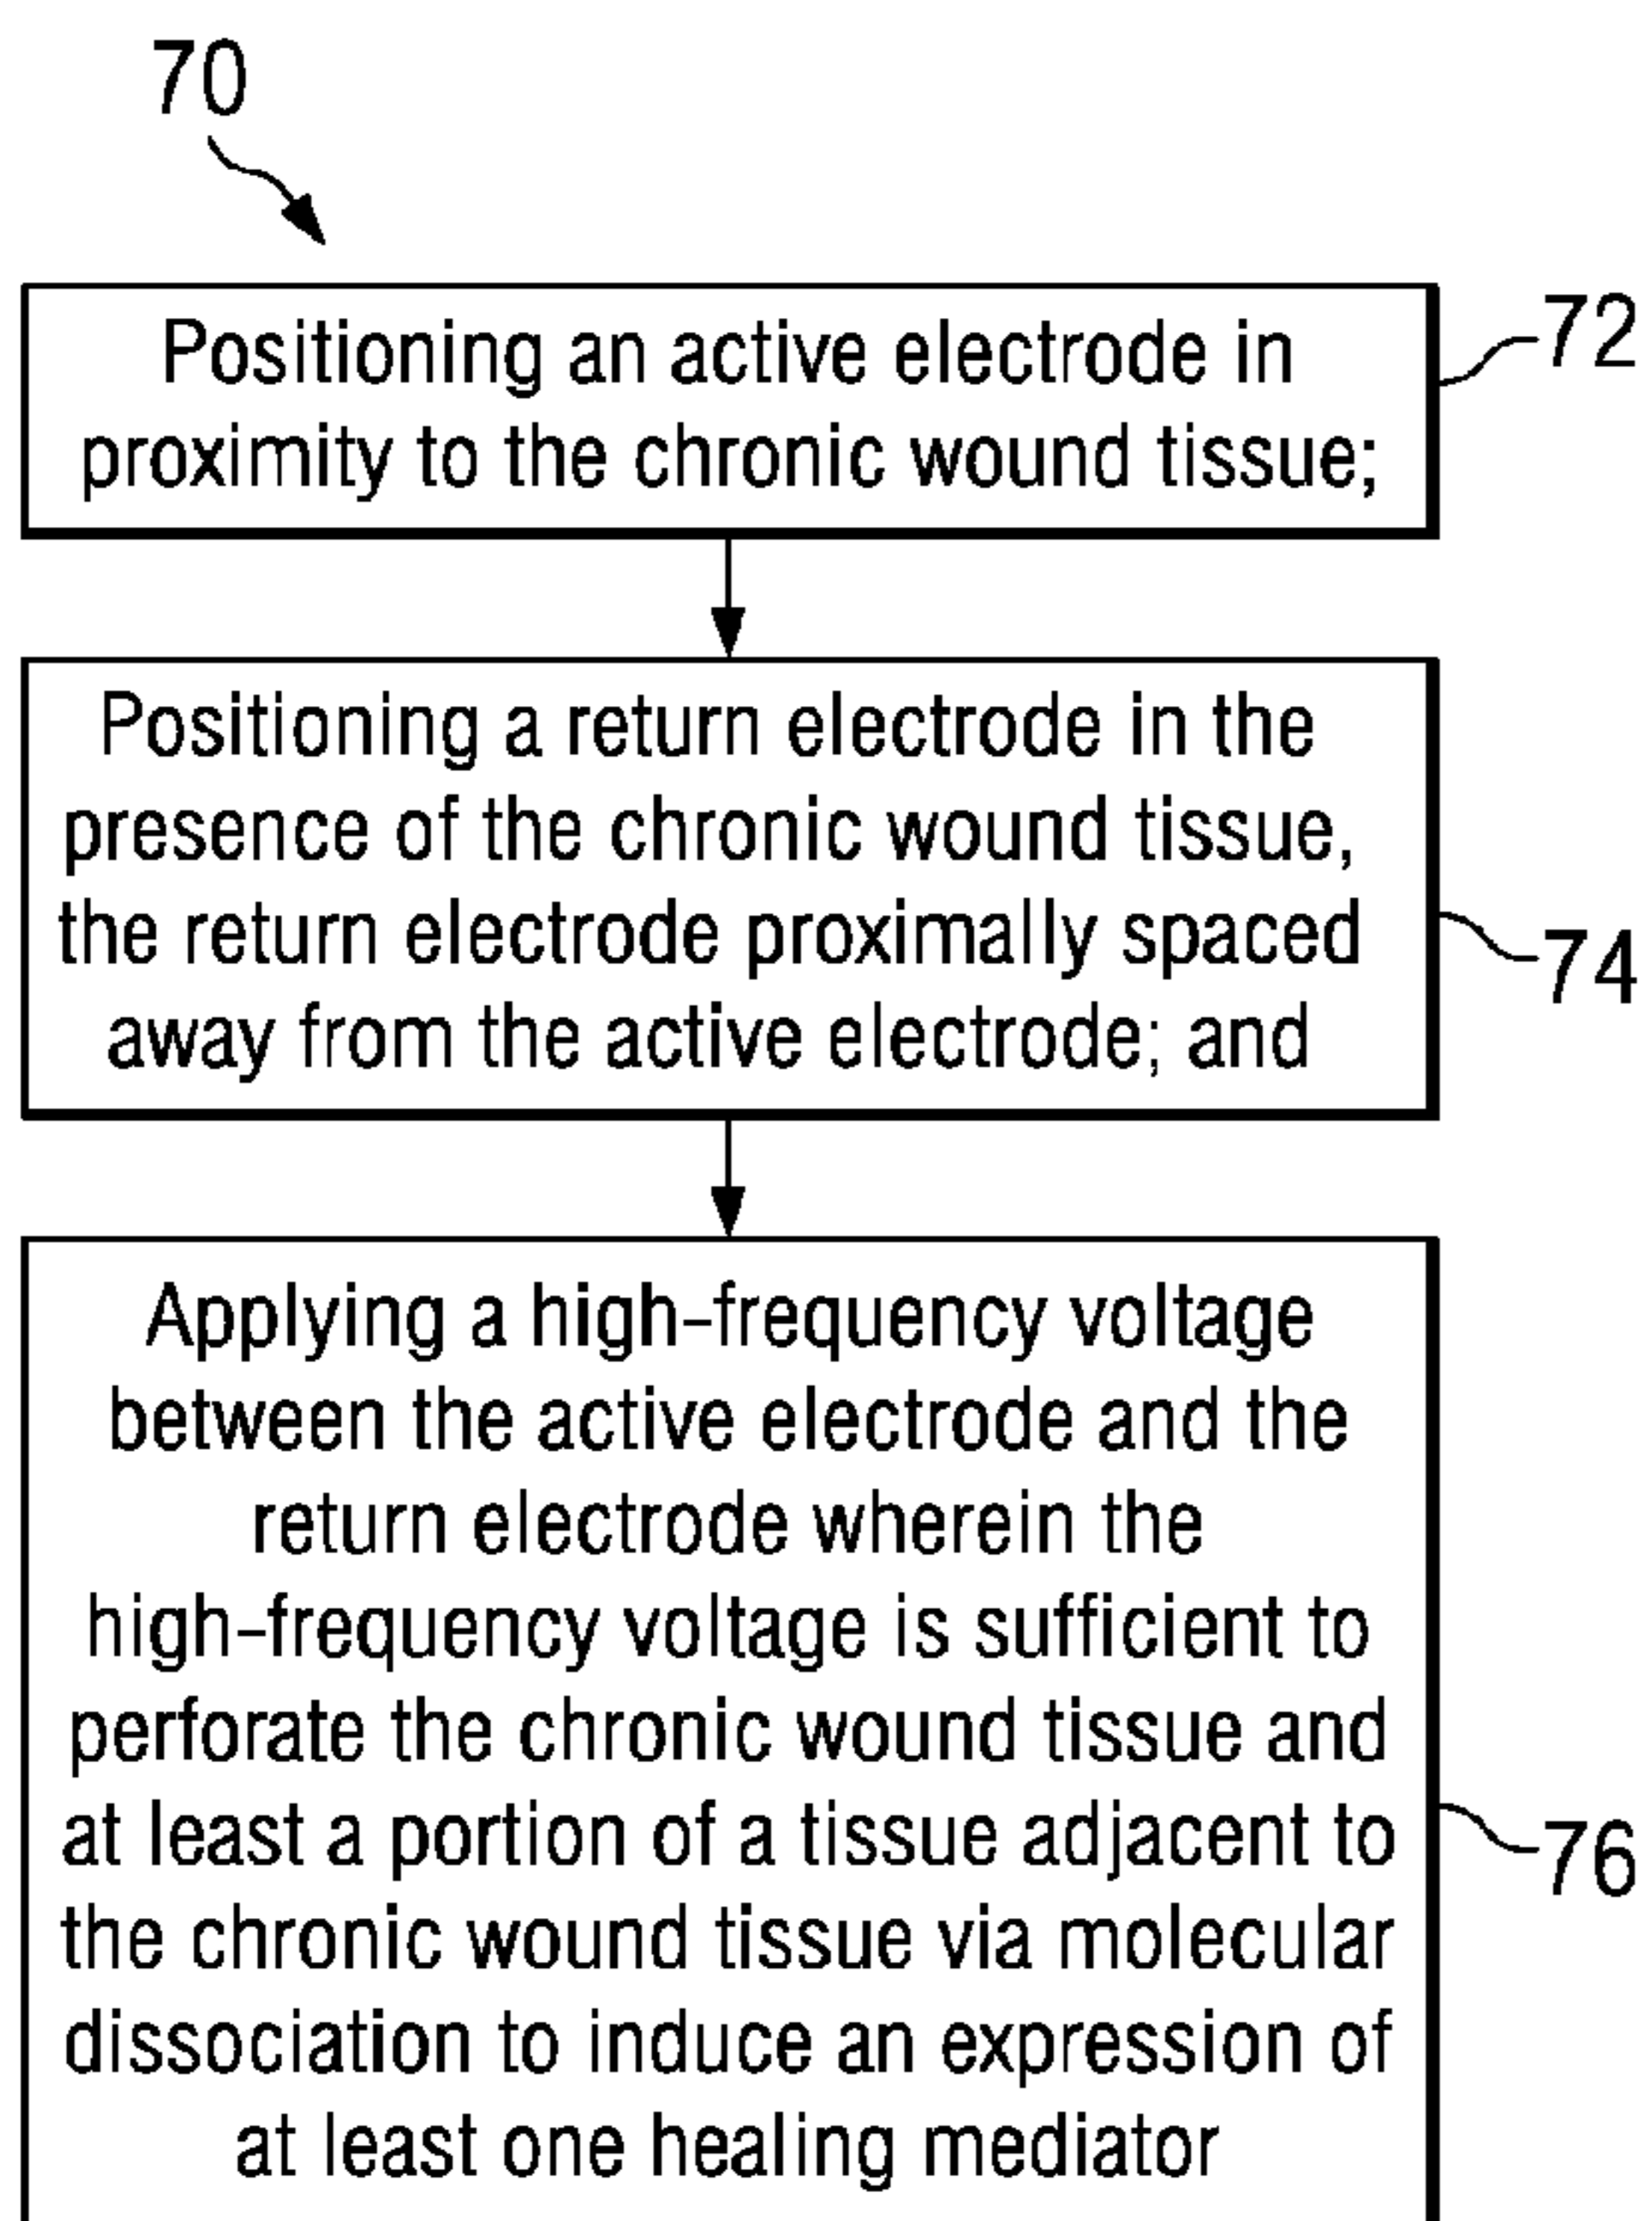 70
Positioning an active electrode in
proximity to the chronic wound tissue;
72
Positioning a return electrode in the
presence of the chronic wound tissue,
the return electrode proximally spaced
away from the active electrode; and
74
Applying a high-frequency voltage
between the active electrode and the
return electrode wherein the
high-frequency voltage is sufficient to
perforate the chronic wound tissue and
at least a portion of a tissue adjacent to
the chronic wound tissue via molecular
dissociation to induce an expression of
at least one healing mediator
76